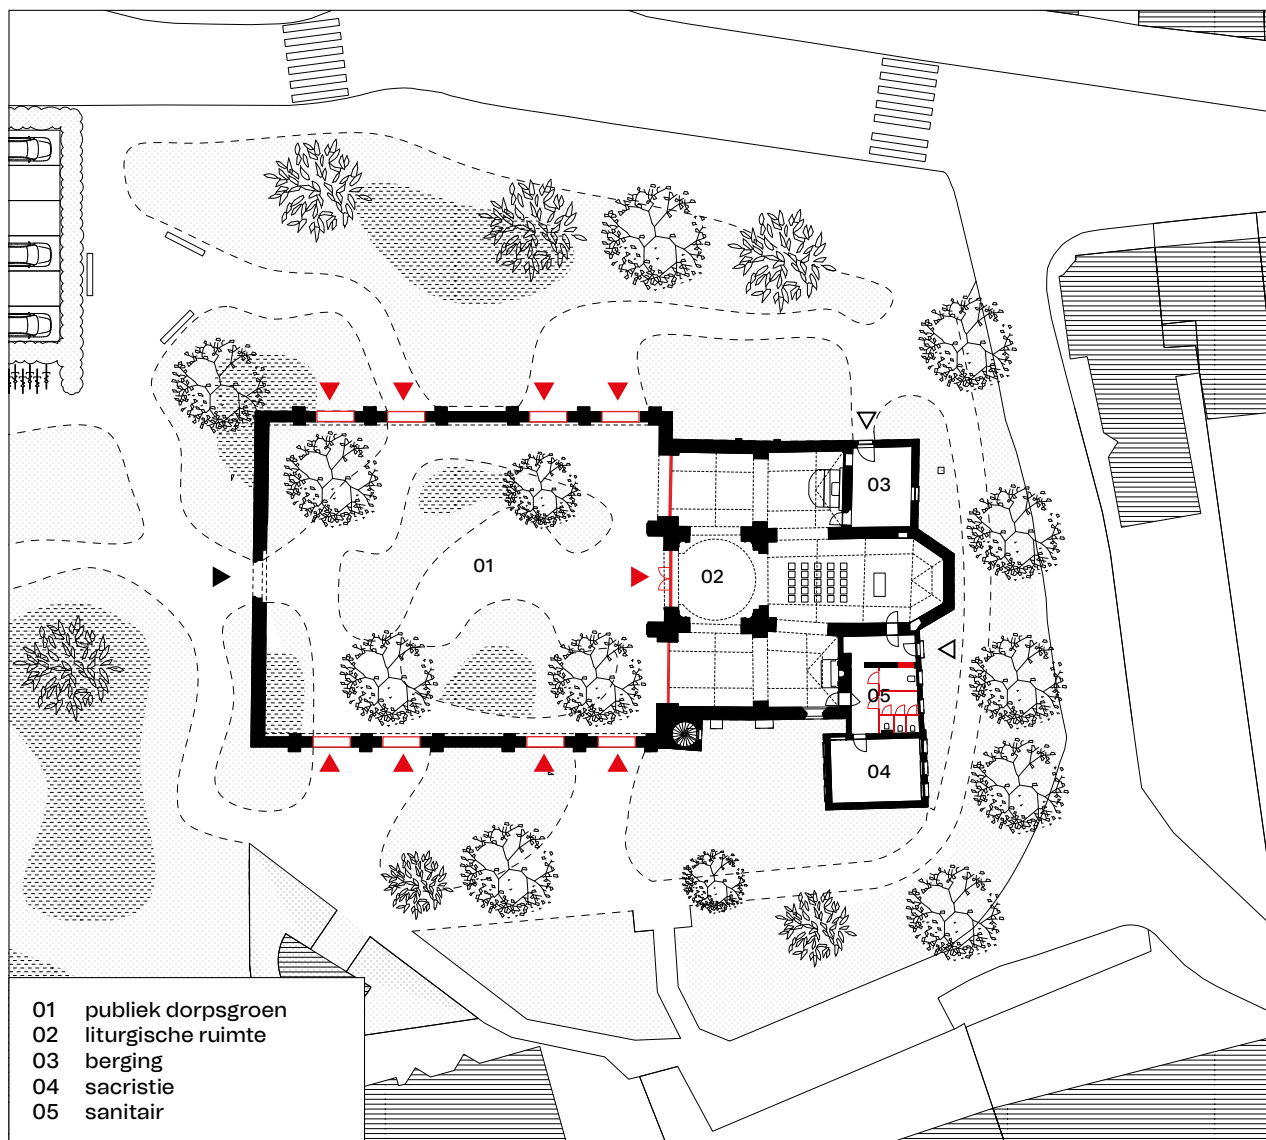 03
01
02
05
04
01 publiek dorpsgroen
02 liturgische ruimte
03 berging
04 sacristie
05 sanitair